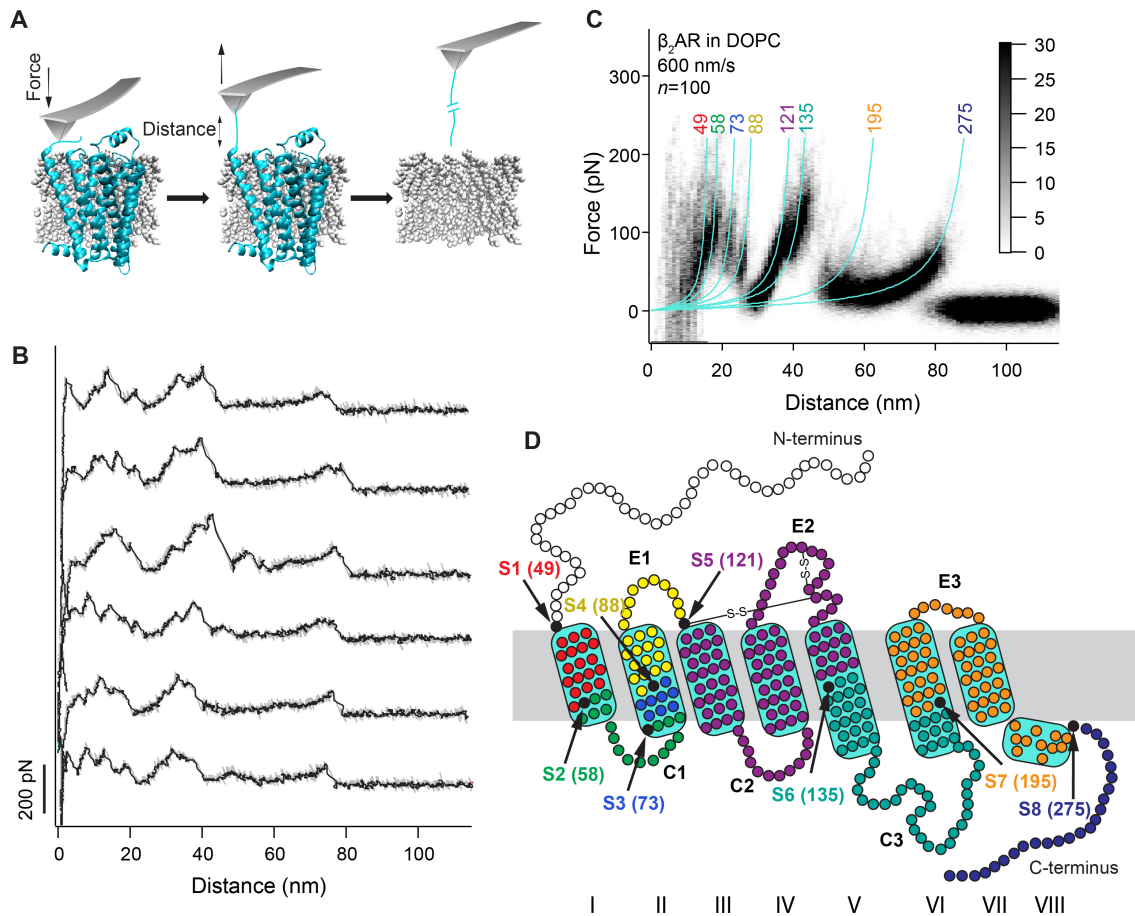 A
Force
Distance
B
200 pN
0
20
40
60
80
100
Distance (nm)
C
β₂AR in DOPC
600 nm/s
n=100
49
58
73
88
121
135
195
275
30
25
20
15
10
5
0
300
200
100
0
Force (pN)
0
20
40
60
80
100
Distance (nm)
D
N-terminus
E2
S1 (49)
E1
S5 (121)
S-S
E3
S4 (88)
S-S
S2 (58)
C1
S3 (73)
C2
S6 (135)
C3
S7 (195)
S8 (275)
C-terminus
I II III IV V VI VII VIII